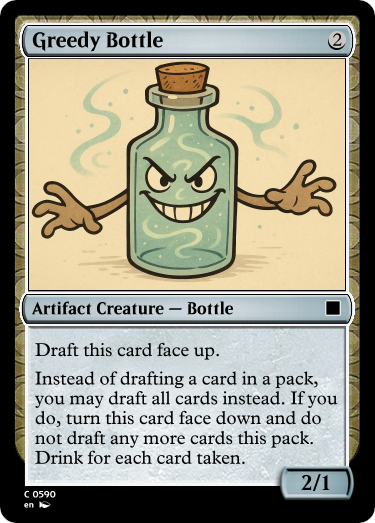 Greedy Bottle 2
Artifact Creature — Bottle
Draft this card face up.
Instead of drafting a card in a pack,
you may draft all cards instead. If you
do, turn this card face down and do
not draft any more cards this pack.
Drink for each card taken.
2/1
C 0590
en